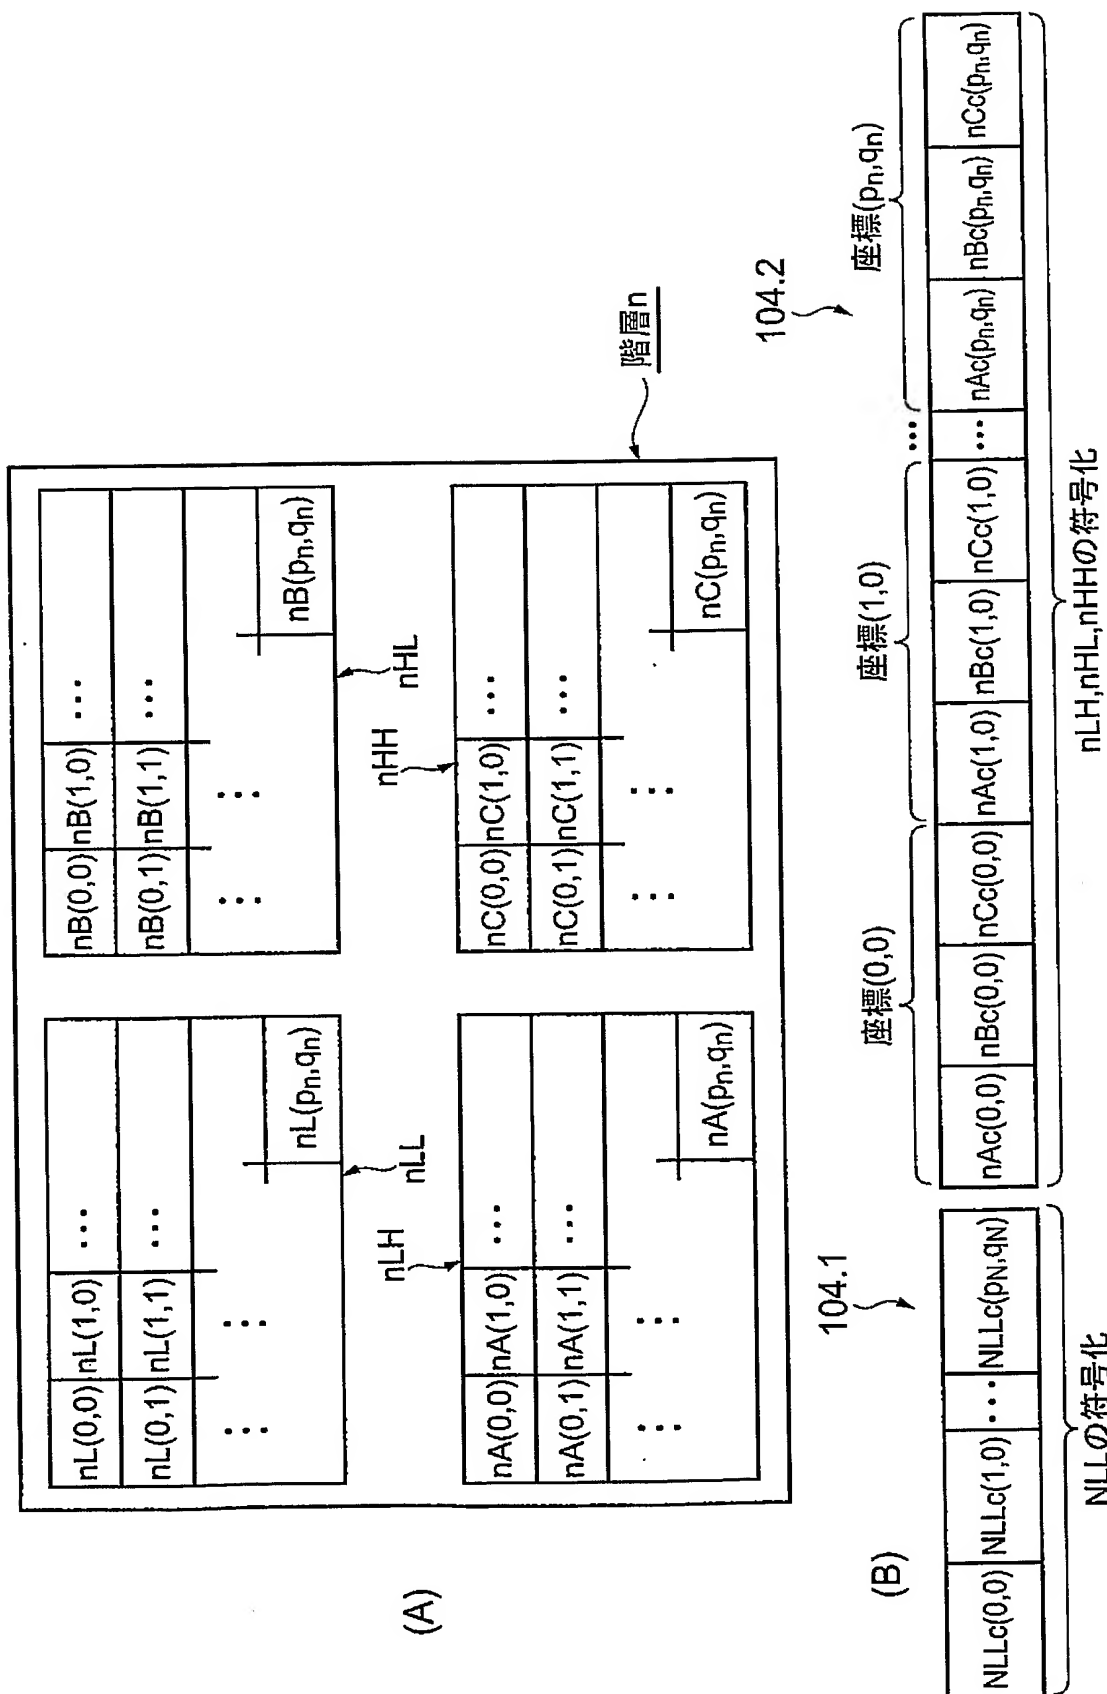 (A)
階層n
nL(0,0) nL(1,0) ...
nL(0,1) nL(1,1) ...
... ...
nL(pn,qn)
nLL
nB(0,0) nB(1,0) ...
nB(0,1) nB(1,1) ...
... ...
nB(pn,qn)
nHL
nLH
nA(0,0) nA(1,0) ...
nA(0,1) nA(1,1) ...
... ...
nA(pn,qn)
nHH
nC(0,0) nC(1,0) ...
nC(0,1) nC(1,1) ...
... ...
nC(pn,qn)
(B)
104.1
NLLc(0,0) NLLc(1,0) ... NLLc(pN,qN)
NLLの符号化
104.2
座標(0,0) 座標(1,0) ... 座標(pn,qn)
nAc(0,0) nBc(0,0) nCc(0,0) nAc(1,0) nBc(1,0) nCc(1,0) ... nAc(pn,qn) nBc(pn,qn) nCc(pn,qn)
nLH,nHL,nHHの符号化